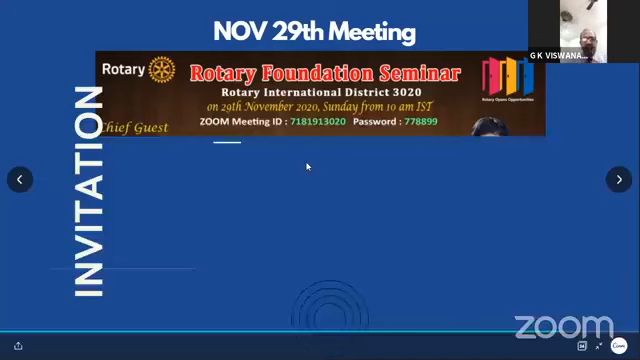 NOV 29th Meeting
G K VISWANA...
Rotary
Rotary Foundation Seminar
Rotary International District 3020
on 29th November 2020, Sunday from 10 am IST
ZOOM Meeting ID : 7181913020 Password : 778899
Rotary Opens Opportunities
Chief Guest
INVITATION
zoom